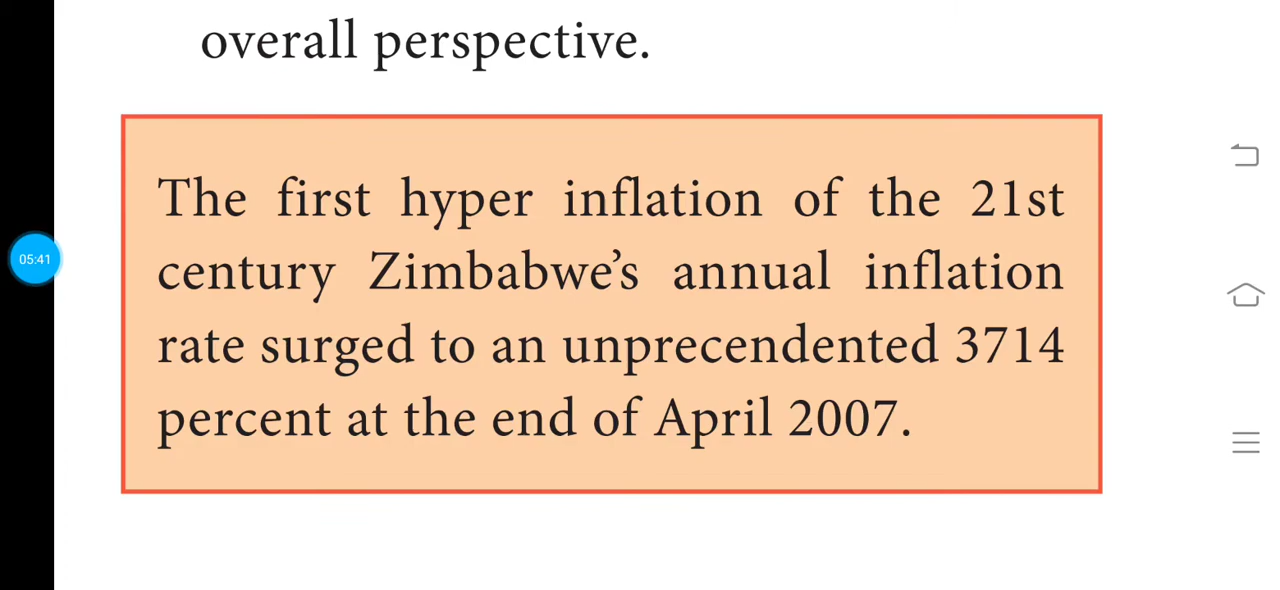 overall perspective.
The first hyper inflation of the 21st
century Zimbabwe’s annual inflation
rate surged to an unprecendented 3714
percent at the end of April 2007.
05:41